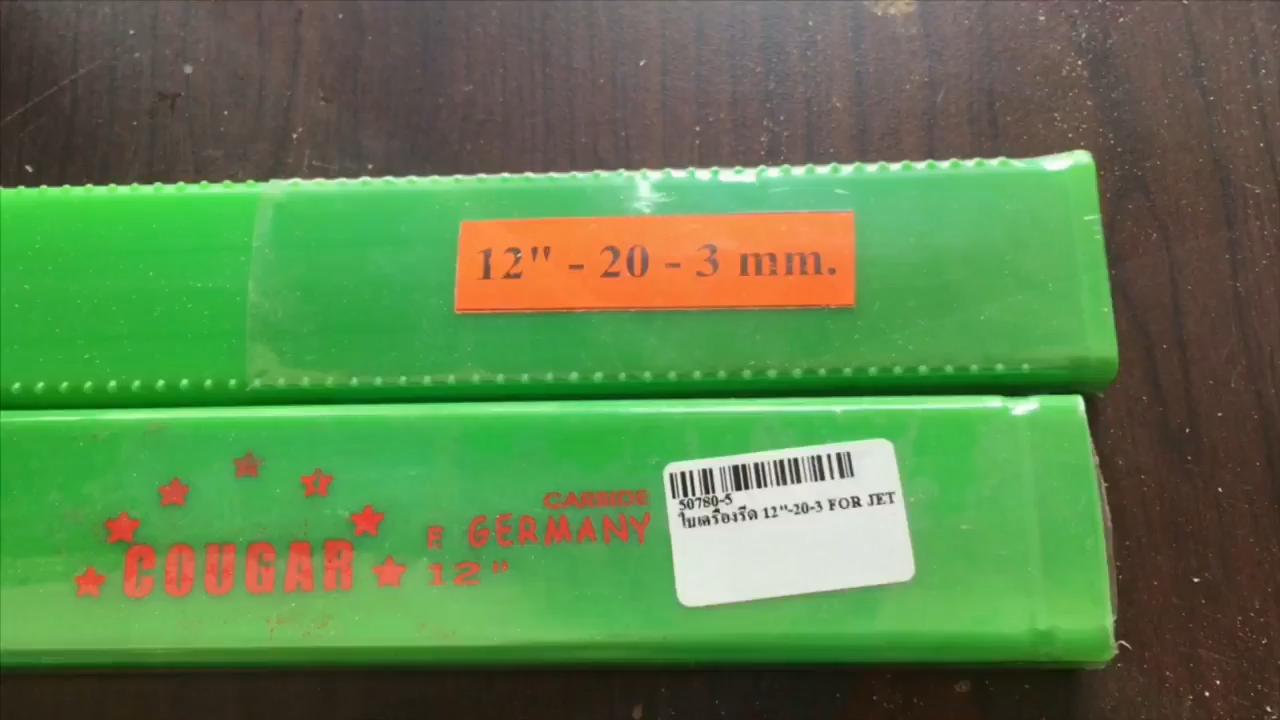 12" - 20 - 3 mm.
CARBIDE
E GERMANY
COUGAR 12"
50780-5
ใบเครื่องรีด 12"-20-3 FOR JET